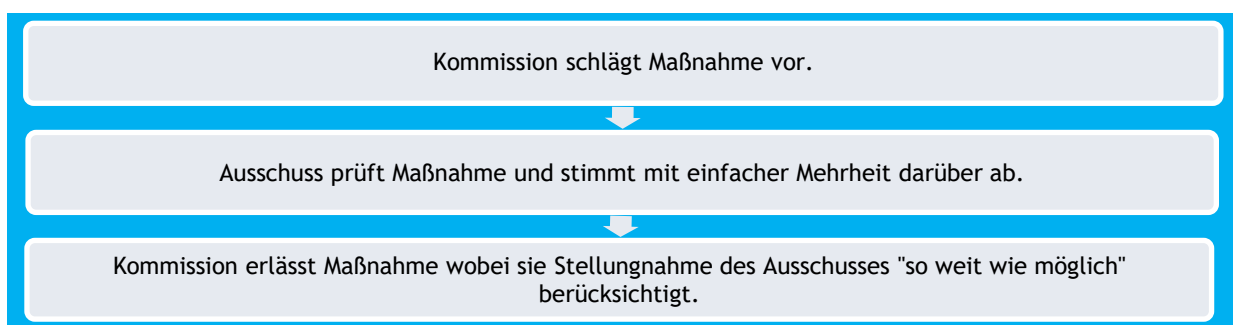 Kommission schlägt Maßnahme vor.
Ausschuss prüft Maßnahme und stimmt mit einfacher Mehrheit darüber ab.
Kommission erlässt Maßnahme wobei sie Stellungnahme des Ausschusses "so weit wie möglich"
berücksichtigt.